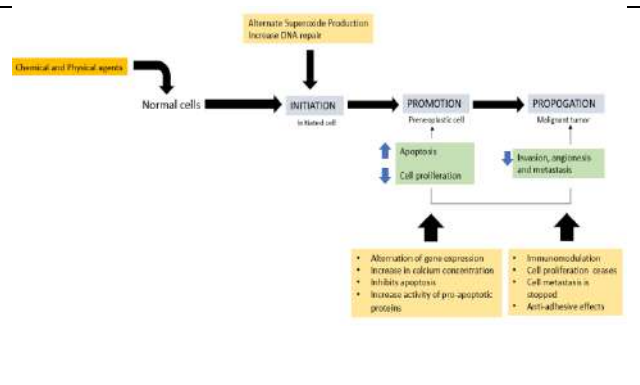 Alternate Superoxide Production
Increase DNA repair
Chemical and Physical agents
Normal cells
INITIATION
Initiated cell
PROMOTION
Preneoplastic cell
PROPOGATION
Malignant tumor
Apoptosis
Cell proliferation
Invasion, angionesis
and metastasis
• Alternation of gene expression
• Increase in calcium concentration
• Inhibits apoptosis
• Increase activity of pro-apoptotic
proteins
• Immunomodulation
• Cell proliferation ceases
• Cell metastasis is
stopped
• Anti-adhesive effects